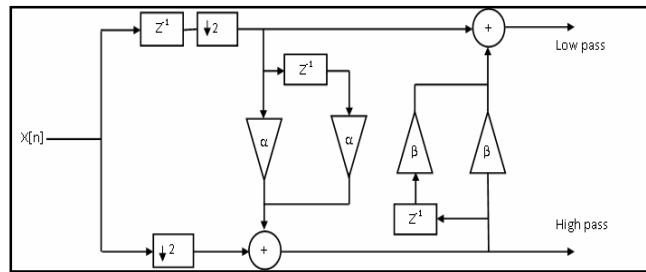 Z⁻¹
↓2
+
Low pass
Z⁻¹
X[n]
α
α
β
β
Z⁻¹
High pass
↓2
+